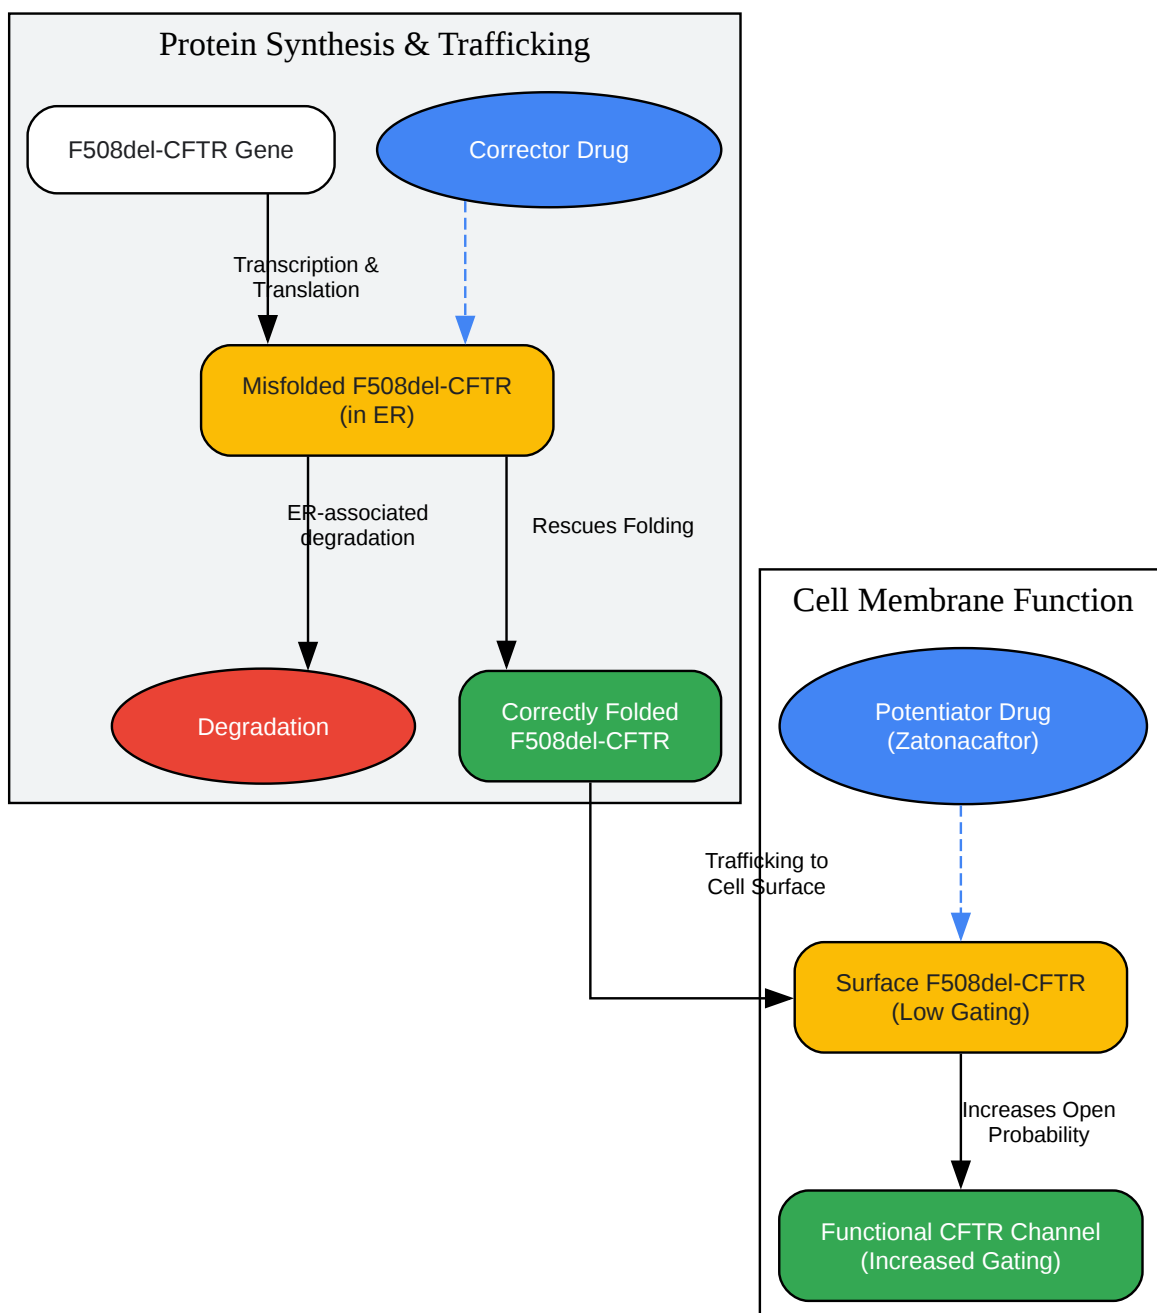 Protein Synthesis & Trafficking
F508del-CFTR Gene
Corrector Drug
Transcription &
Translation
Misfolded F508del-CFTR
(in ER)
ER-associated
degradation
Rescues Folding
Degradation
Correctly Folded
F508del-CFTR
Cell Membrane Function
Potentiator Drug
(Zatonacaftor)
Trafficking to
Cell Surface
Surface F508del-CFTR
(Low Gating)
Increases Open
Probability
Functional CFTR Channel
(Increased Gating)